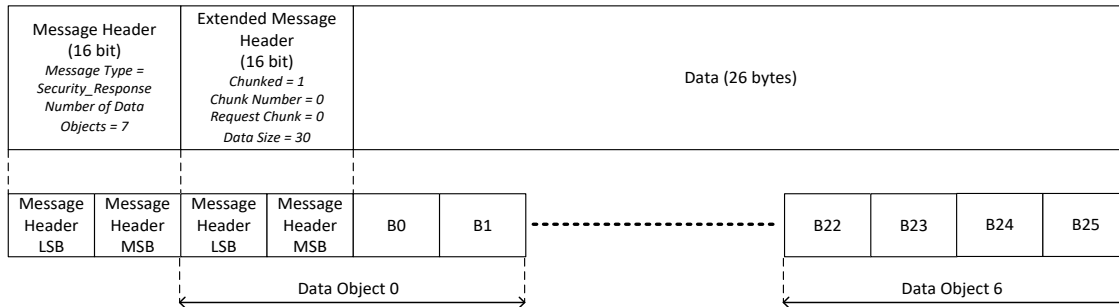 Message Header
(16 bit)
Message Type =
Security_Response
Number of Data
Objects = 7
Extended Message
Header
(16 bit)
Chunked = 1
Chunk Number = 0
Request Chunk = 0
Data Size = 30
Data (26 bytes)
Message
Header
LSB
Message
Header
MSB
Message
Header
LSB
Message
Header
MSB
B0
B1
B22
B23
B24
B25
Data Object 0
Data Object 6